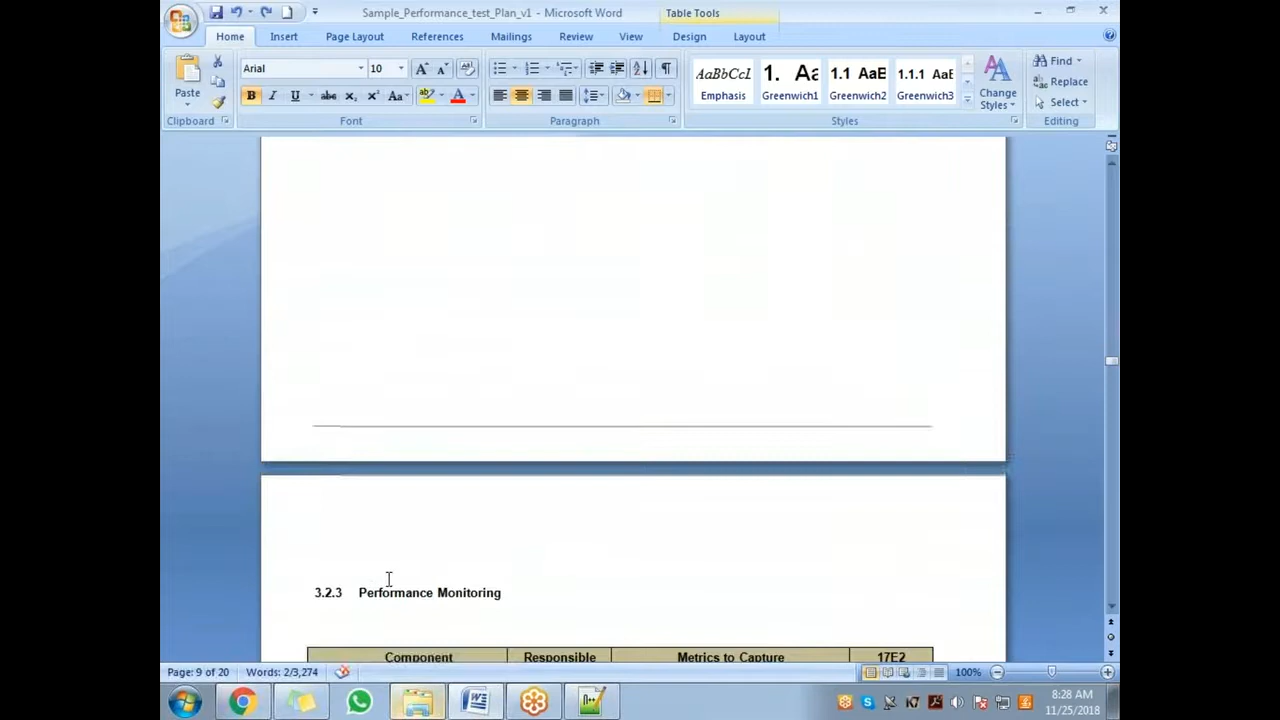 Sample_Performance_test_Plan_v1 - Microsoft Word
Table Tools
Home Insert Page Layout References Mailings Review View Design Layout
Paste
Arial 10
AaBbCcI 1. Aa 1.1 AaB 1.1.1 AaE
Emphasis Greenwich1 Greenwich2 Greenwich3
Change Styles
Find
Replace
Select
Clipboard Font Paragraph Styles Editing
3.2.3 Performance Monitoring
Component Responsible Metrics to Capture 17E2
Page: 9 of 20 Words: 2/3,274 100%
8:28 AM
11/25/2018